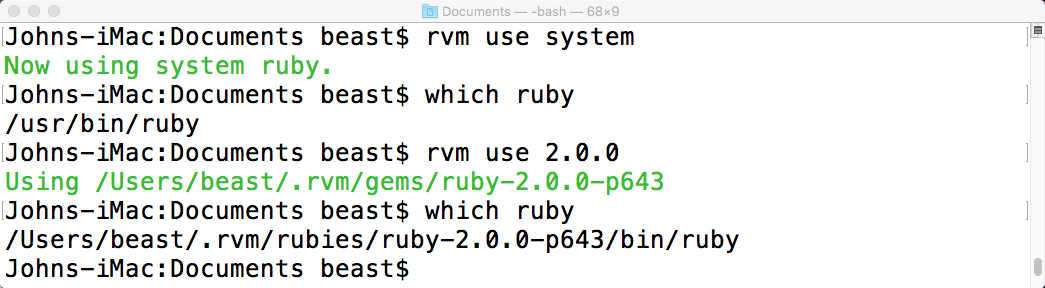 Documents — -bash — 68×9
Johns-iMac:Documents beast$ rvm use system
Now using system ruby.
Johns-iMac:Documents beast$ which ruby
/usr/bin/ruby
Johns-iMac:Documents beast$ rvm use 2.0.0
Using /Users/beast/.rvm/gems/ruby-2.0.0-p643
Johns-iMac:Documents beast$ which ruby
/Users/beast/.rvm/rubies/ruby-2.0.0-p643/bin/ruby
Johns-iMac:Documents beast$